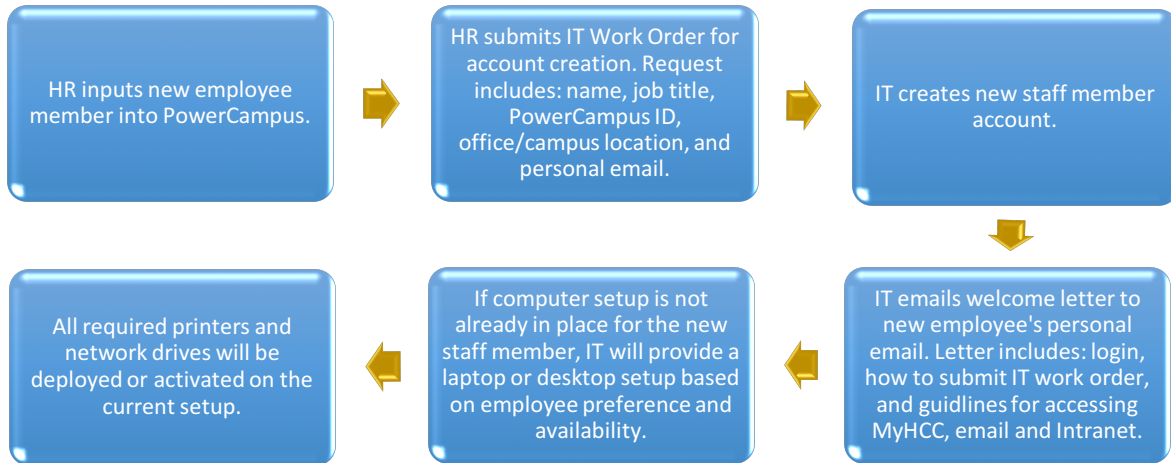 HR inputs new employee
member into PowerCampus.
HR submits IT Work Order for
account creation. Request
includes: name, job title,
PowerCampus ID,
office/campus location, and
personal email.
IT creates new staff member
account.
IT emails welcome letter to
new employee's personal
email. Letter includes: login,
how to submit IT work order,
and guidlines for accessing
MyHCC, email and Intranet.
If computer setup is not
already in place for the new
staff member, IT will provide a
laptop or desktop setup based
on employee preference and
availability.
All required printers and
network drives will be
deployed or activated on the
current setup.